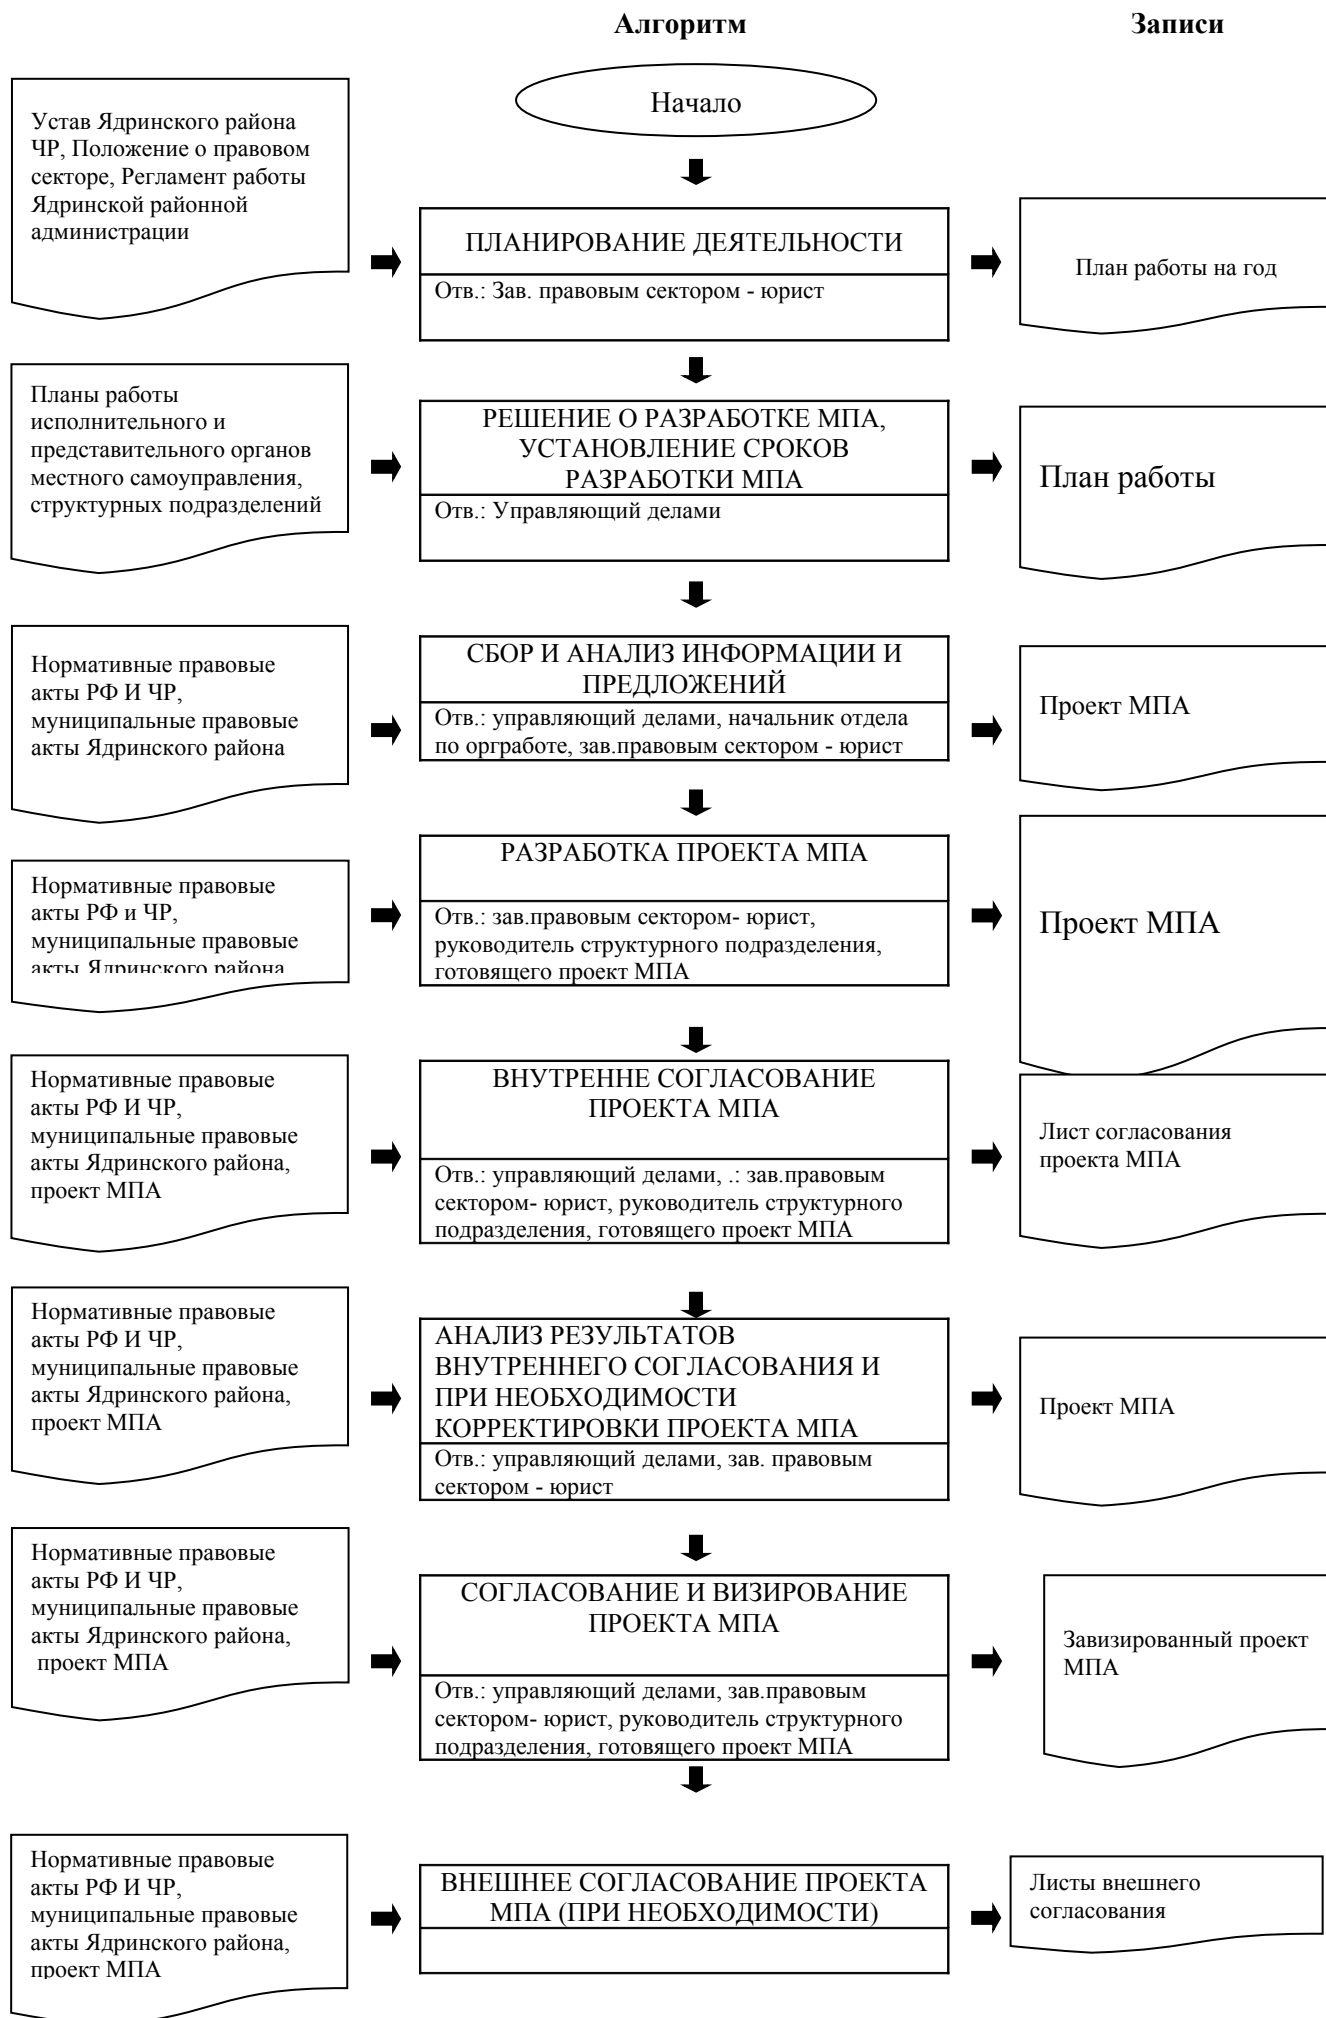 Алгоритм
Записи
Начало
Устав Ядринского района
ЧР, Положение о правовом
секторе, Регламент работы
Ядринской районной
администрации
ПЛАНИРОВАНИЕ ДЕЯТЕЛЬНОСТИ
Отв.: Зав. правовым сектором - юрист
План работы на год
Планы работы
исполнительного и
представительного органов
местного самоуправления,
структурных подразделений
РЕШЕНИЕ О РАЗРАБОТКЕ МПА,
УСТАНОВЛЕНИЕ СРОКОВ
РАЗРАБОТКИ МПА
Отв.: Управляющий делами
План работы
Нормативные правовые
акты РФ И ЧР,
муниципальные правовые
акты Ядринского района
СБОР И АНАЛИЗ ИНФОРМАЦИИ И
ПРЕДЛОЖЕНИЙ
Отв.: управляющий делами, начальник отдела
по оргработе, зав.правовым сектором - юрист
Проект МПА
Нормативные правовые
акты РФ и ЧР,
муниципальные правовые
акты Ядринского района
РАЗРАБОТКА ПРОЕКТА МПА
Отв.: зав.правовым сектором- юрист,
руководитель структурного подразделения,
готовящего проект МПА
Проект МПА
Нормативные правовые
акты РФ И ЧР,
муниципальные правовые
акты Ядринского района,
проект МПА
ВНУТРЕННЕ СОГЛАСОВАНИЕ
ПРОЕКТА МПА
Отв.: управляющий делами, .: зав.правовым
сектором- юрист, руководитель структурного
подразделения, готовящего проект МПА
Лист согласования
проекта МПА
Нормативные правовые
акты РФ И ЧР,
муниципальные правовые
акты Ядринского района,
проект МПА
АНАЛИЗ РЕЗУЛЬТАТОВ
ВНУТРЕННЕГО СОГЛАСОВАНИЯ И
ПРИ НЕОБХОДИМОСТИ
КОРРЕКТИРОВКИ ПРОЕКТА МПА
Отв.: управляющий делами, зав. правовым
сектором - юрист
Проект МПА
Нормативные правовые
акты РФ И ЧР,
муниципальные правовые
акты Ядринского района,
проект МПА
СОГЛАСОВАНИЕ И ВИЗИРОВАНИЕ
ПРОЕКТА МПА
Отв.: управляющий делами, зав.правовым
сектором- юрист, руководитель структурного
подразделения, готовящего проект МПА
Завизированный проект
МПА
Нормативные правовые
акты РФ И ЧР,
муниципальные правовые
акты Ядринского района,
проект МПА
ВНЕШНЕЕ СОГЛАСОВАНИЕ ПРОЕКТА
МПА (ПРИ НЕОБХОДИМОСТИ)
Листы внешнего
согласования